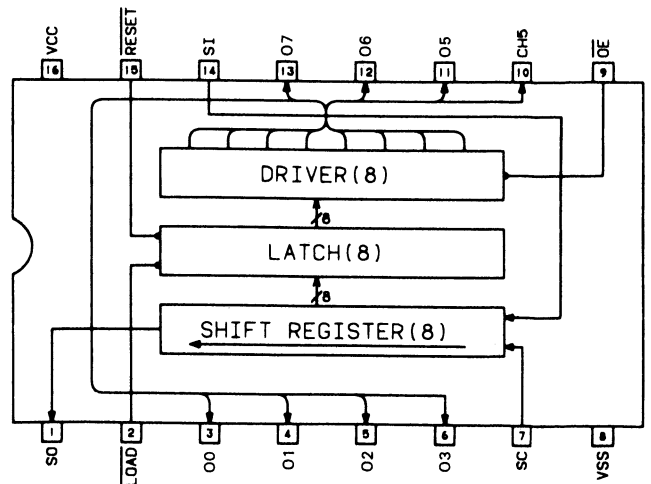 VCC
RESET
SI
O7
O6
O5
CH5
OE
16
15
14
13
12
11
10
9
DRIVER(8)
8
LATCH(8)
8
SHIFT REGISTER(8)
1
2
3
4
5
6
7
8
SO
LOAD
O0
O1
O2
O3
SC
VSS